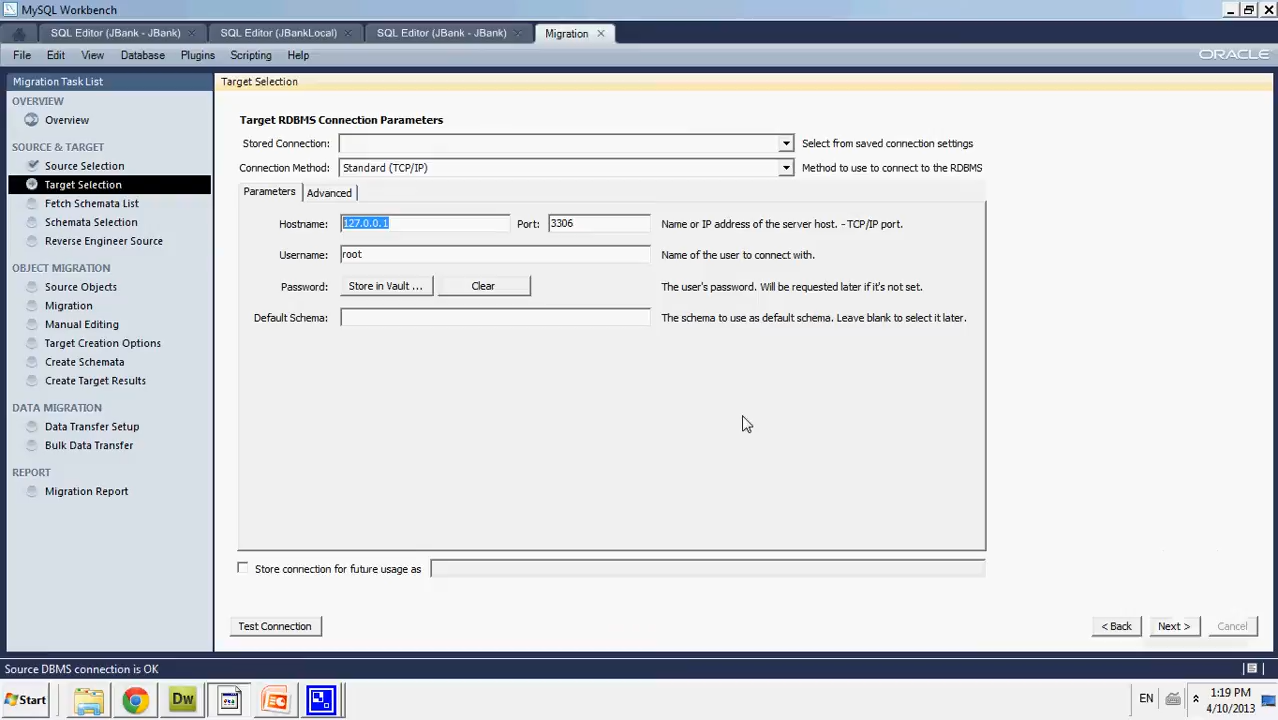 MySQL Workbench
SQL Editor (JBank - JBank) SQL Editor (JBankLocal) SQL Editor (JBank - JBank) Migration
File Edit View Database Plugins Scripting Help ORACLE
Migration Task List
OVERVIEW
Overview
SOURCE & TARGET
Source Selection
Target Selection
Fetch Schemata List
Schemata Selection
Reverse Engineer Source
OBJECT MIGRATION
Source Objects
Migration
Manual Editing
Target Creation Options
Create Schemata
Create Target Results
DATA MIGRATION
Data Transfer Setup
Bulk Data Transfer
REPORT
Migration Report
Target Selection
Target RDBMS Connection Parameters
Stored Connection: Select from saved connection settings
Connection Method: Standard (TCP/IP) Method to use to connect to the RDBMS
Parameters Advanced
Hostname: 127.0.0.1 Port: 3306 Name or IP address of the server host. - TCP/IP port.
Username: root Name of the user to connect with.
Password: Store in Vault ... Clear The user's password. Will be requested later if it's not set.
Default Schema: The schema to use as default schema. Leave blank to select it later.
Store connection for future usage as
Test Connection < Back Next > Cancel
Source DBMS connection is OK
Start Dw EN 1:19 PM
4/10/2013